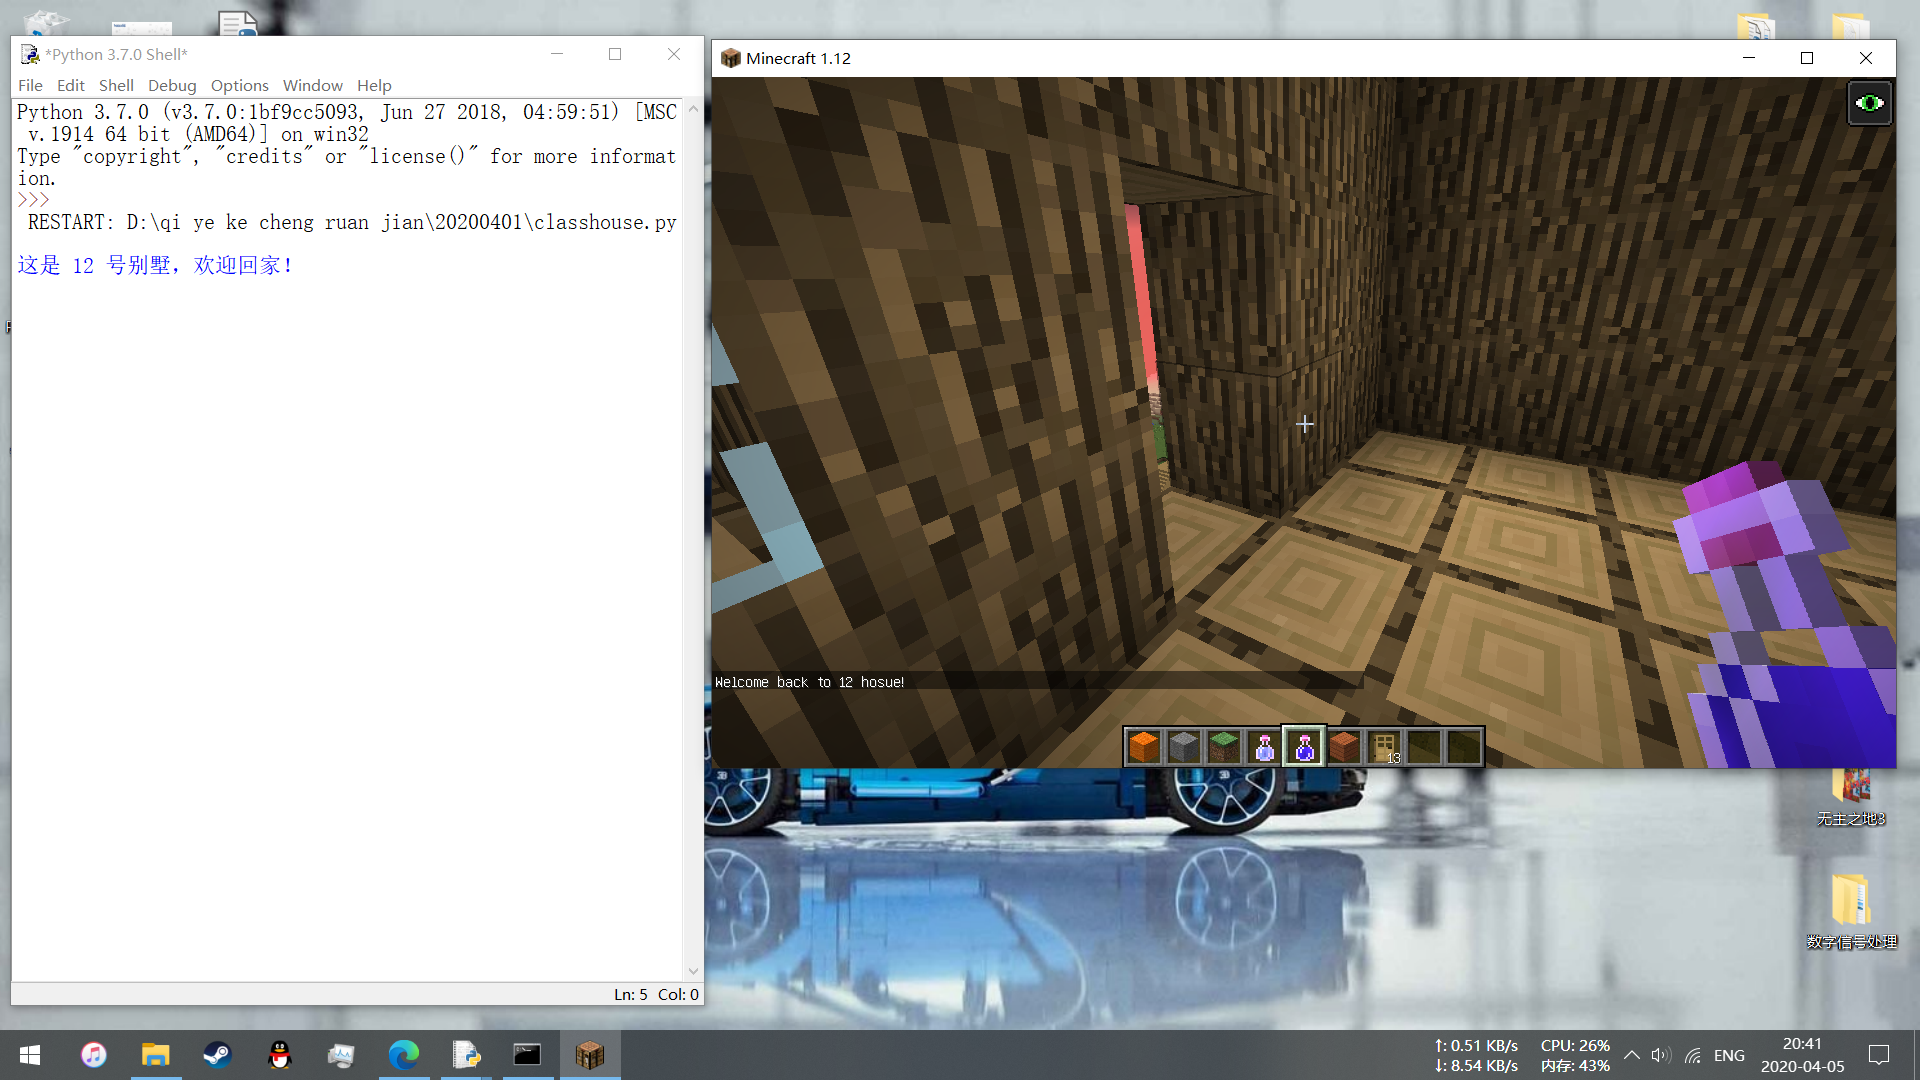 *Python 3.7.0 Shell*
File Edit Shell Debug Options Window Help
Python 3.7.0 (v3.7.0:1bf9cc5093, Jun 27 2018, 04:59:51) [MSC
v.1914 64 bit (AMD64)] on win32
Type "copyright", "credits" or "license()" for more informat
ion.
>>>
RESTART: D:\qi ye ke cheng ruan jian\20200401\classhouse.py
这是 12 号别墅，欢迎回家！
Ln: 5 Col: 0
Minecraft 1.12
Welcome back to 12 hosue!
13
无主之地3
数字信号处理
↑: 0.51 KB/s
↓: 8.54 KB/s
CPU: 26%
内存: 43%
ENG
20:41
2020-04-05